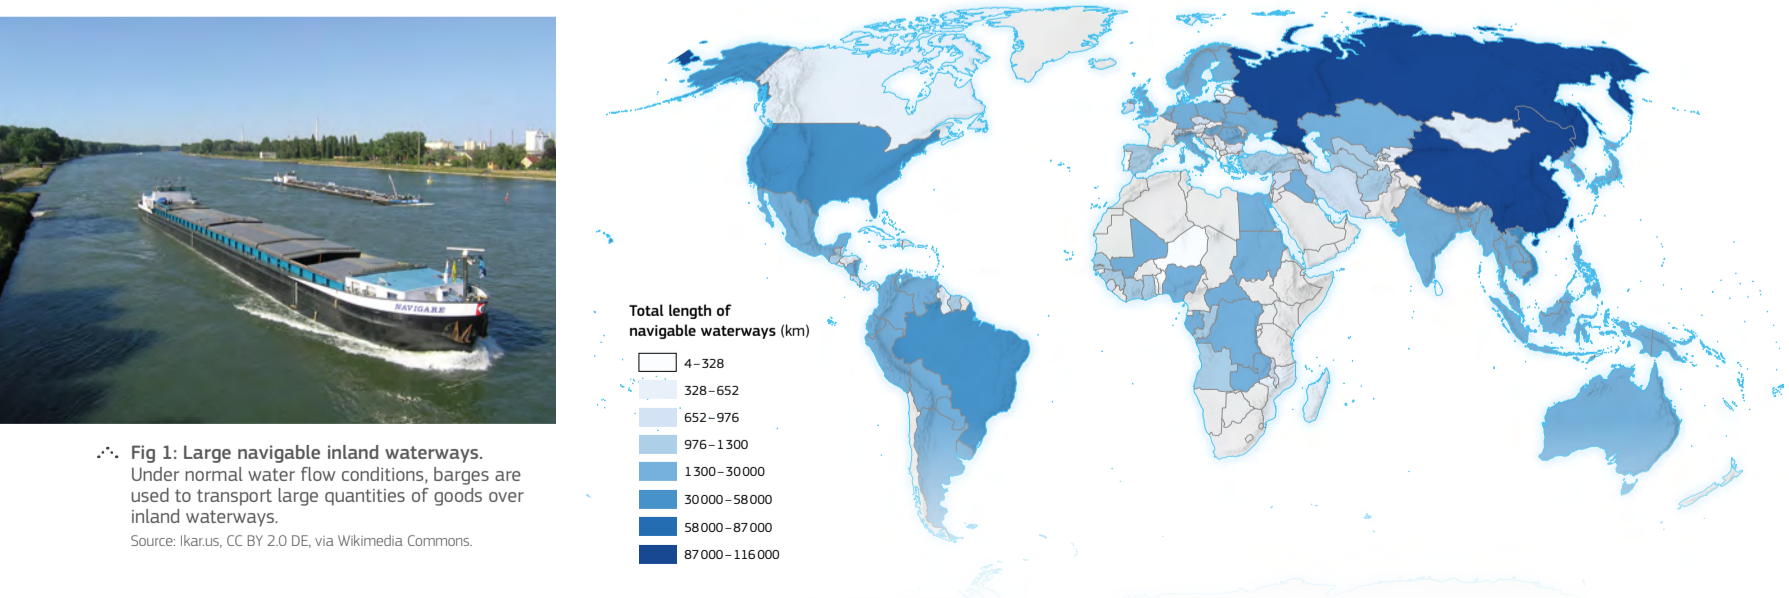 NAVIGARE
Fig 1: Large navigable inland waterways.
Under normal water flow conditions, barges are
used to transport large quantities of goods over
inland waterways.
Source: Ikar.us, CC BY 2.0 DE, via Wikimedia Commons.
Total length of
navigable waterways (km)
4–328
328–652
652–976
976–1300
1300–30000
30000–58000
58000–87000
87000–116000